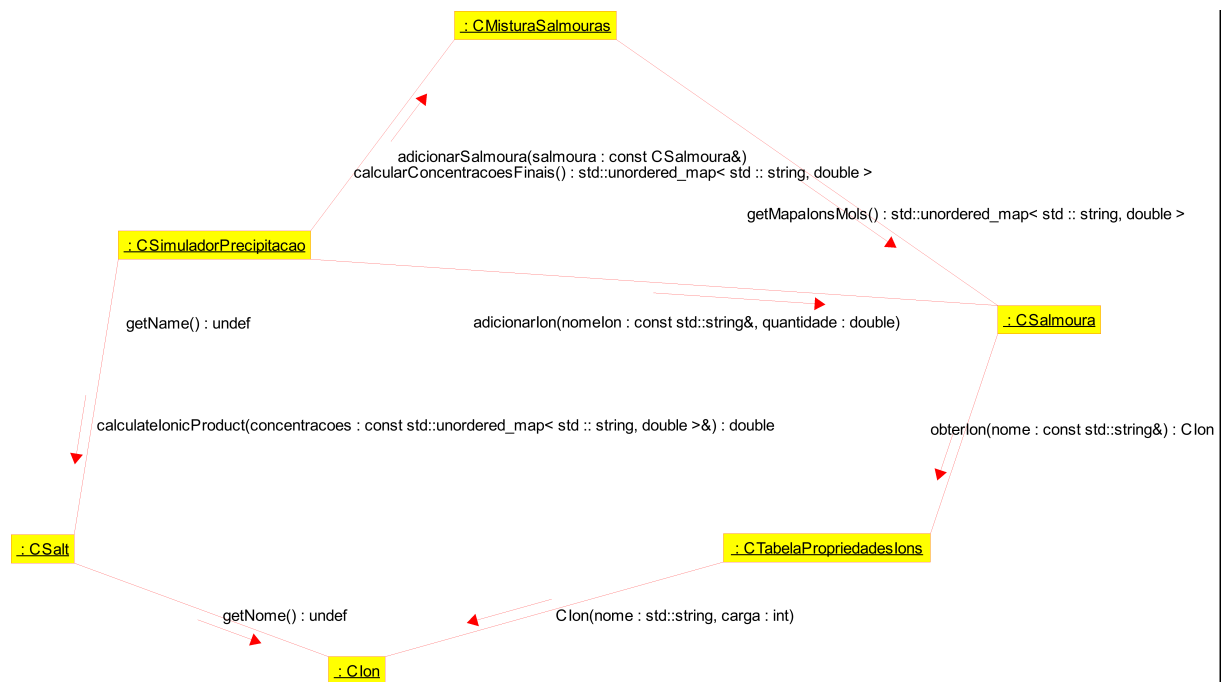 : CMisturaSalmouras
adicionarSalmoura(salmoura : const CSalmoura&)
calcularConcentracoesFinais() : std::unordered_map< std :: string, double >
getMapaIonsMols() : std::unordered_map< std :: string, double >
: CSimuladorPrecipitacao
getName() : undef
adicionarIon(nomeIon : const std::string&, quantidade : double)
: CSalmoura
calculateIonicProduct(concentracoes : const std::unordered_map< std :: string, double >&) : double
obterIon(nome : const std::string&) : CIon
: CSalt
: CTabelaPropriedadesIons
getNome() : undef
CIon(nome : std::string, carga : int)
: CIon